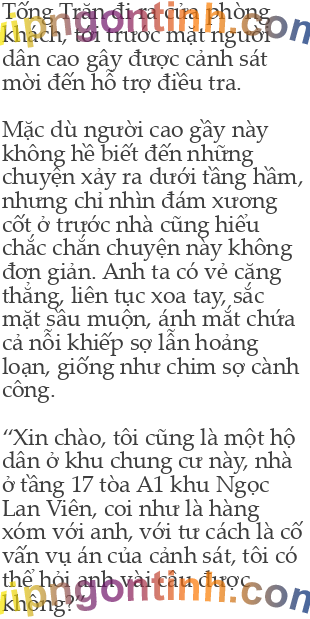 Tống Trăn đi ra cửa phòng
khách, tới trước mặt người
dân cao gầy được cảnh sát
mời đến hỗ trợ điều tra.
Mặc dù người cao gầy này
không hề biết đến những
chuyện xảy ra dưới tầng hầm,
nhưng chỉ nhìn đám xương
cốt ở trước nhà cũng hiểu
chắc chắn chuyện này không
đơn giản. Anh ta có vẻ căng
thẳng, liên tục xoa tay, sắc
mặt sầu muộn, ánh mắt chứa
cả nỗi khiếp sợ lẫn hoảng
loạn, giống như chim sợ cành
công.
“Xin chào, tôi cũng là một hộ
dân ở khu chung cư này, nhà
ở tầng 17 tòa A1 khu Ngọc
Lan Viên, coi như là hàng
xóm với anh, với tư cách là cố
vấn vụ án của cảnh sát, tôi có
thể hỏi anh vài câu được
không?”